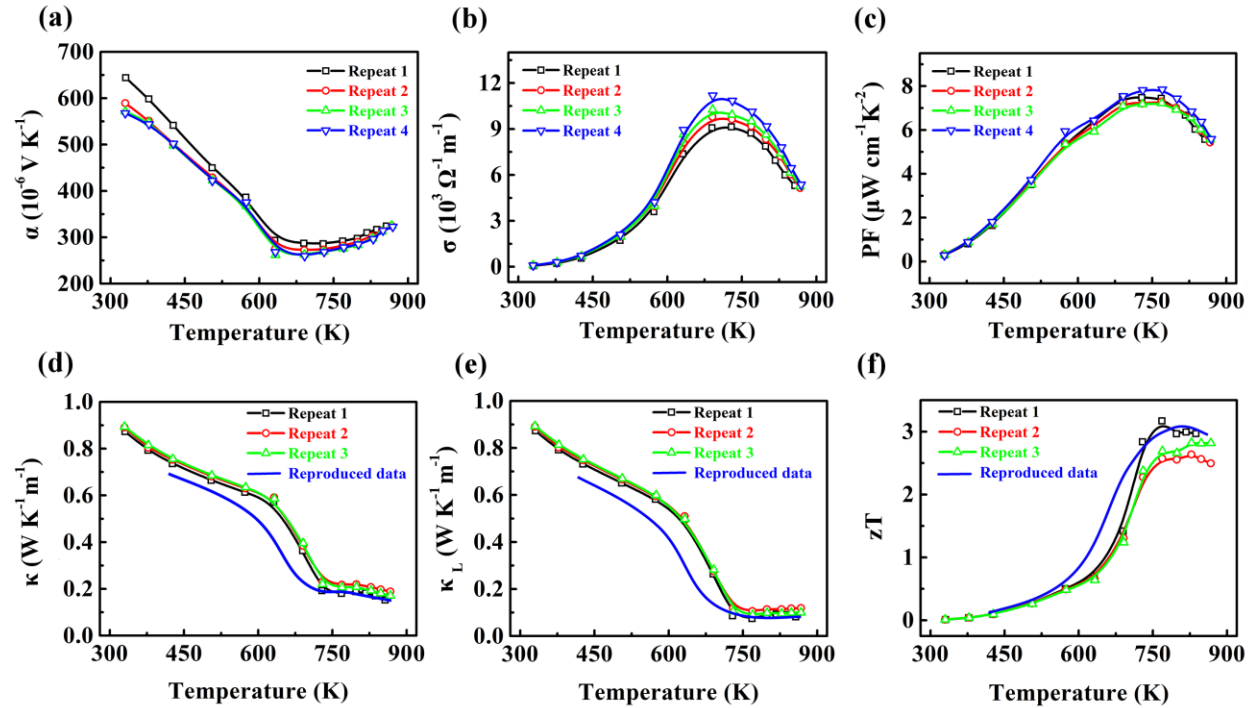 (a)
700
600
500
400
300
200
α (10⁻⁶ V K⁻¹)
Repeat 1
Repeat 2
Repeat 3
Repeat 4
300 450 600 750 900
Temperature (K)
(b)
12
9
6
3
0
σ (10³ Ω⁻¹ m⁻¹)
Repeat 1
Repeat 2
Repeat 3
Repeat 4
300 450 600 750 900
Temperature (K)
(c)
8
6
4
2
0
PF (μW cm⁻¹K⁻²)
Repeat 1
Repeat 2
Repeat 3
Repeat 4
300 450 600 750 900
Temperature (K)
(d)
1.0
0.8
0.6
0.4
0.2
0.0
κ (W K⁻¹ m⁻¹)
Repeat 1
Repeat 2
Repeat 3
Reproduced data
300 450 600 750 900
Temperature (K)
(e)
1.0
0.8
0.6
0.4
0.2
0.0
κL (W K⁻¹ m⁻¹)
Repeat 1
Repeat 2
Repeat 3
Reproduced data
300 450 600 750 900
Temperature (K)
(f)
3
2
1
0
zT
Repeat 1
Repeat 2
Repeat 3
Reproduced data
300 450 600 750 900
Temperature (K)